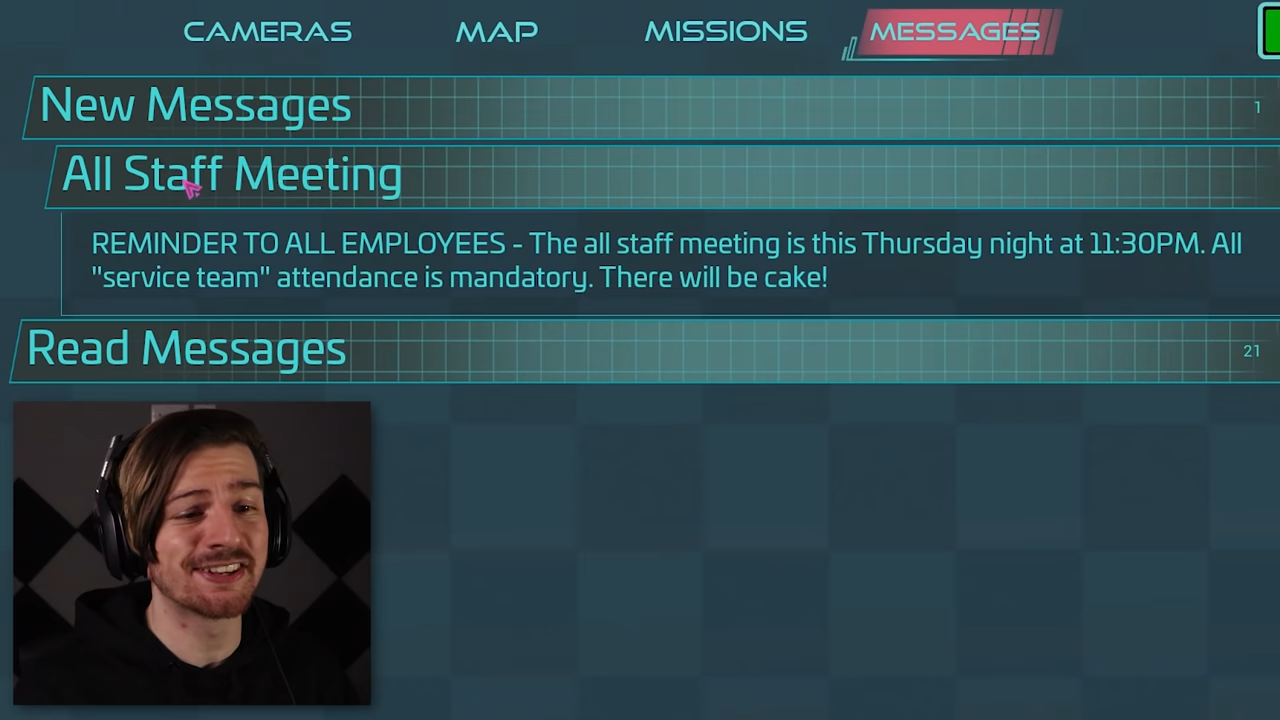 CAMERAS MAP MISSIONS MESSAGES
New Messages 1
All Staff Meeting
REMINDER TO ALL EMPLOYEES - The all staff meeting is this Thursday night at 11:30PM. All
"service team" attendance is mandatory. There will be cake!
Read Messages 21